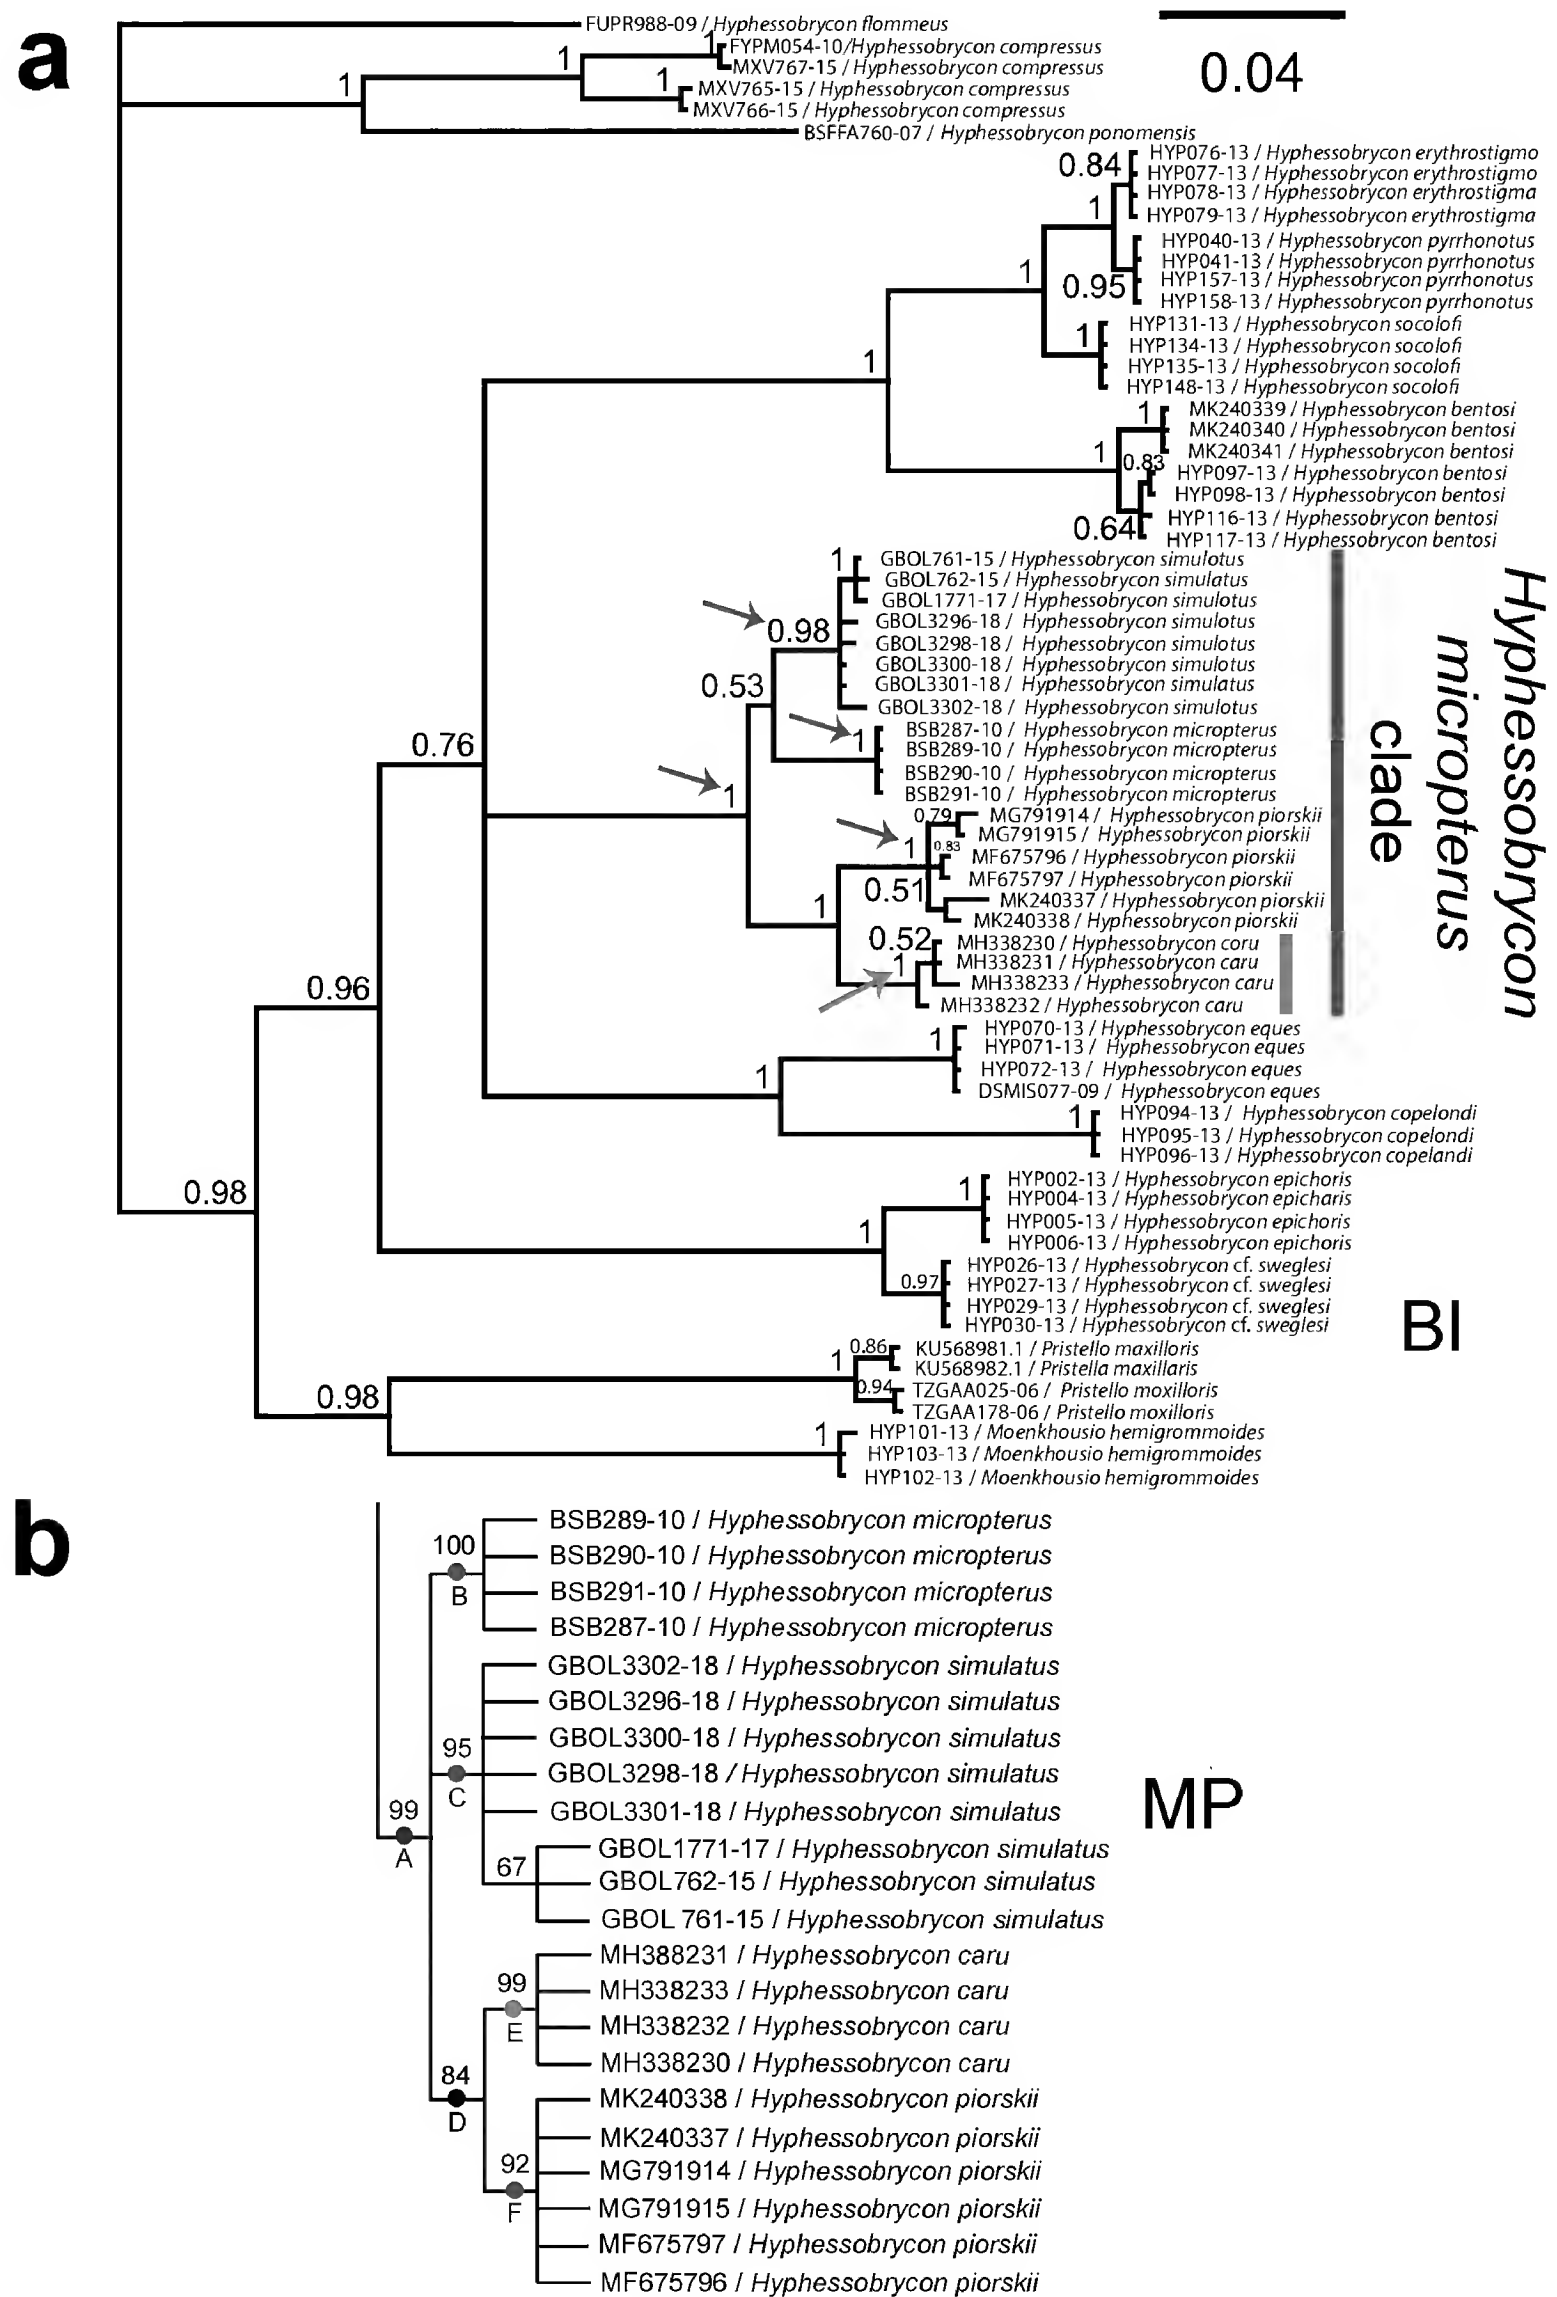 a
FUPR988-09 / Hyphessobrycon flommeus
0.04
1
FYPM054-10/Hyphessobrycon compressus
1
MXV767-15 / Hyphessobrycon compressus
1
1
MXV765-15 / Hyphessobrycon compressus
MXV766-15 / Hyphessobrycon compressus
BSFFA760-07 / Hyphessobrycon ponomensis
HYP076-13 / Hyphessobrycon erythrostigmo
0.84
HYP077-13 / Hyphessobrycon erythrostigmo
HYP078-13 / Hyphessobrycon erythrostigma
1
HYP079-13 / Hyphessobrycon erythrostigma
HYP040-13 / Hyphessobrycon pyrrhonotus
HYP041-13 / Hyphessobrycon pyrrhonotus
1
HYP157-13 / Hyphessobrycon pyrrhonotus
0.95
HYP158-13 / Hyphessobrycon pyrrhonotus
HYP131-13 / Hyphessobrycon socolofi
1
HYP134-13 / Hyphessobrycon socolofi
HYP135-13 / Hyphessobrycon socolofi
1
HYP148-13 / Hyphessobrycon socolofi
MK240339 / Hyphessobrycon bentosi
1
MK240340 / Hyphessobrycon bentosi
1
MK240341 / Hyphessobrycon bentosi
0.83
HYP097-13 / Hyphessobrycon bentosi
HYP098-13 / Hyphessobrycon bentosi
HYP116-13 / Hyphessobrycon bentosi
0.64
HYP117-13 / Hyphessobrycon bentosi
1
GBOL761-15 / Hyphessobrycon simulotus
GBOL762-15 / Hyphessobrycon simulatus
GBOL1771-17 / Hyphessobrycon simulotus
GBOL3296-18 / Hyphessobrycon simulotus
0.98
GBOL3298-18 / Hyphessobrycon simulotus
GBOL3300-18 / Hyphessobrycon simulotus
GBOL3301-18 / Hyphessobrycon simulatus
0.53
GBOL3302-18 / Hyphessobrycon simulotus
BSB287-10 / Hyphessobrycon micropterus
1
BSB289-10 / Hyphessobrycon micropterus
0.76
BSB290-10 / Hyphessobrycon micropterus
1
BSB291-10 / Hyphessobrycon micropterus
0.79
MG791914 / Hyphessobrycon piorskii
MG791915 / Hyphessobrycon piorskii
1
0.83
MF675796 / Hyphessobrycon piorskii
MF675797 / Hyphessobrycon piorskii
0.51
MK240337 / Hyphessobrycon piorskii
1
MK240338 / Hyphessobrycon piorskii
0.52
MH338230 / Hyphessobrycon coru
1
MH338231 / Hyphessobrycon caru
MH338233 / Hyphessobrycon caru
0.96
MH338232 / Hyphessobrycon caru
Hyphessobrycon
micropterus
clade
HYP070-13 / Hyphessobrycon eques
1
HYP071-13 / Hyphessobrycon eques
HYP072-13 / Hyphessobrycon eques
1
DSMIS077-09 / Hyphessobrycon eques
1
HYP094-13 / Hyphessobrycon copelondi
HYP095-13 / Hyphessobrycon copelondi
HYP096-13 / Hyphessobrycon copelandi
HYP002-13 / Hyphessobrycon epichoris
0.98
1
HYP004-13 / Hyphessobrycon epicharis
HYP005-13 / Hyphessobrycon epichoris
1
HYP006-13 / Hyphessobrycon epichoris
HYP026-13 / Hyphessobrycon cf. sweglesi
0.97
HYP027-13 / Hyphessobrycon cf. sweglesi
HYP029-13 / Hyphessobrycon cf. sweglesi
HYP030-13 / Hyphessobrycon cf. sweglesi
BI
0.86
KU568981.1 / Pristello maxilloris
1
KU568982.1 / Pristella maxillaris
0.94
TZGAA025-06 / Pristello moxilloris
0.98
TZGAA178-06 / Pristello moxilloris
1
HYP101-13 / Moenkhousio hemigrommoides
HYP103-13 / Moenkhousio hemigrommoides
HYP102-13 / Moenkhousio hemigrommoides
b
BSB289-10 / Hyphessobrycon micropterus
100
BSB290-10 / Hyphessobrycon micropterus
B
BSB291-10 / Hyphessobrycon micropterus
BSB287-10 / Hyphessobrycon micropterus
GBOL3302-18 / Hyphessobrycon simulatus
GBOL3296-18 / Hyphessobrycon simulatus
GBOL3300-18 / Hyphessobrycon simulatus
95
GBOL3298-18 / Hyphessobrycon simulatus
C
MP
99
GBOL3301-18 / Hyphessobrycon simulatus
A
GBOL1771-17 / Hyphessobrycon simulatus
67
GBOL762-15 / Hyphessobrycon simulatus
GBOL 761-15 / Hyphessobrycon simulatus
MH388231 / Hyphessobrycon caru
99
MH338233 / Hyphessobrycon caru
E
MH338232 / Hyphessobrycon caru
MH338230 / Hyphessobrycon caru
84
MK240338 / Hyphessobrycon piorskii
D
MK240337 / Hyphessobrycon piorskii
92
MG791914 / Hyphessobrycon piorskii
F
MG791915 / Hyphessobrycon piorskii
MF675797 / Hyphessobrycon piorskii
MF675796 / Hyphessobrycon piorskii